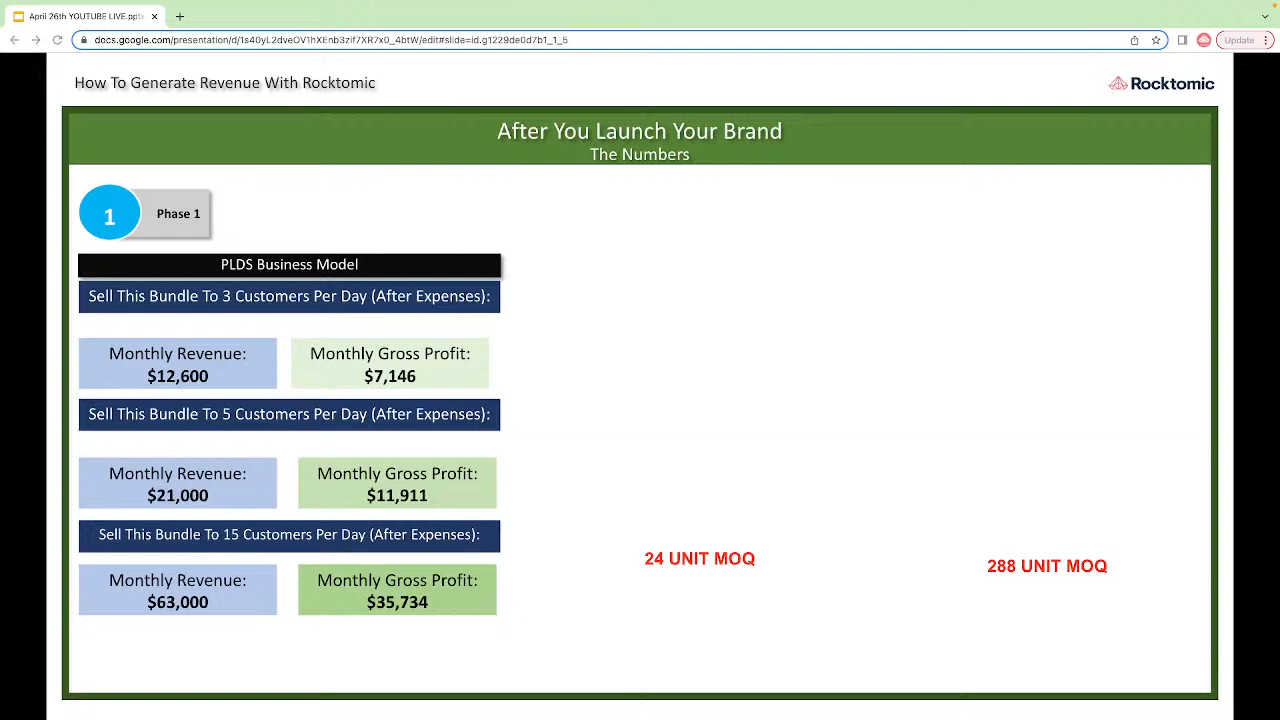 April 26th YOUTUBE LIVE.pptx
docs.google.com/presentation/d/1s40yL2dveOV1hXEnb3zif7XR7x0_4btW/edit#slide=id.g1229de0d7b1_1_5
Update
How To Generate Revenue With Rocktomic
Rocktomic
After You Launch Your Brand
The Numbers
1
Phase 1
PLDS Business Model
Sell This Bundle To 3 Customers Per Day (After Expenses):
Monthly Revenue:
$12,600
Monthly Gross Profit:
$7,146
Sell This Bundle To 5 Customers Per Day (After Expenses):
Monthly Revenue:
$21,000
Monthly Gross Profit:
$11,911
Sell This Bundle To 15 Customers Per Day (After Expenses):
Monthly Revenue:
$63,000
Monthly Gross Profit:
$35,734
24 UNIT MOQ
288 UNIT MOQ